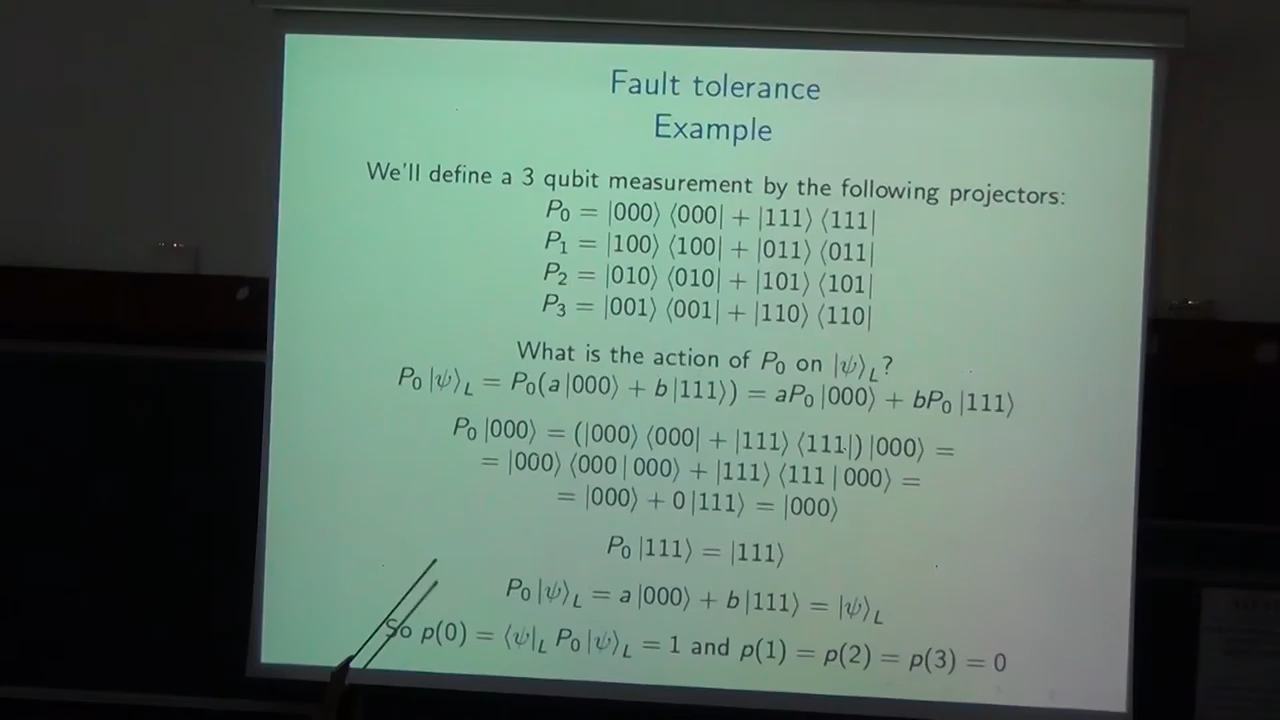 Fault tolerance
Example
We'll define a 3 qubit measurement by the following projectors:
P₀ = |000⟩ ⟨000| + |111⟩ ⟨111|
P₁ = |100⟩ ⟨100| + |011⟩ ⟨011|
P₂ = |010⟩ ⟨010| + |101⟩ ⟨101|
P₃ = |001⟩ ⟨001| + |110⟩ ⟨110|
What is the action of P₀ on |ψ⟩_L?
P₀ |ψ⟩_L = P₀(a |000⟩ + b |111⟩) = aP₀ |000⟩ + bP₀ |111⟩
P₀ |000⟩ = (|000⟩ ⟨000| + |111⟩ ⟨111|) |000⟩ =
= |000⟩ ⟨000 | 000⟩ + |111⟩ ⟨111 | 000⟩ =
= |000⟩ + 0 |111⟩ = |000⟩
P₀ |111⟩ = |111⟩
P₀ |ψ⟩_L = a |000⟩ + b |111⟩ = |ψ⟩_L
So p(0) = ⟨ψ|_L P₀ |ψ⟩_L = 1 and p(1) = p(2) = p(3) = 0